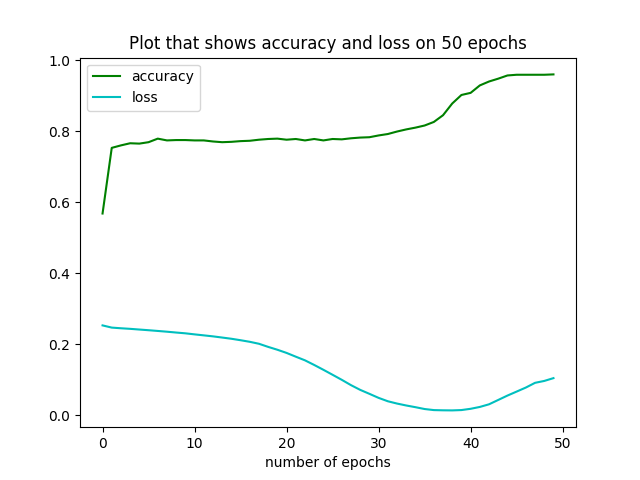 Plot that shows accuracy and loss on 50 epochs
1.0
accuracy
loss
0.8
0.6
0.4
0.2
0.0
0 10 20 30 40 50
number of epochs